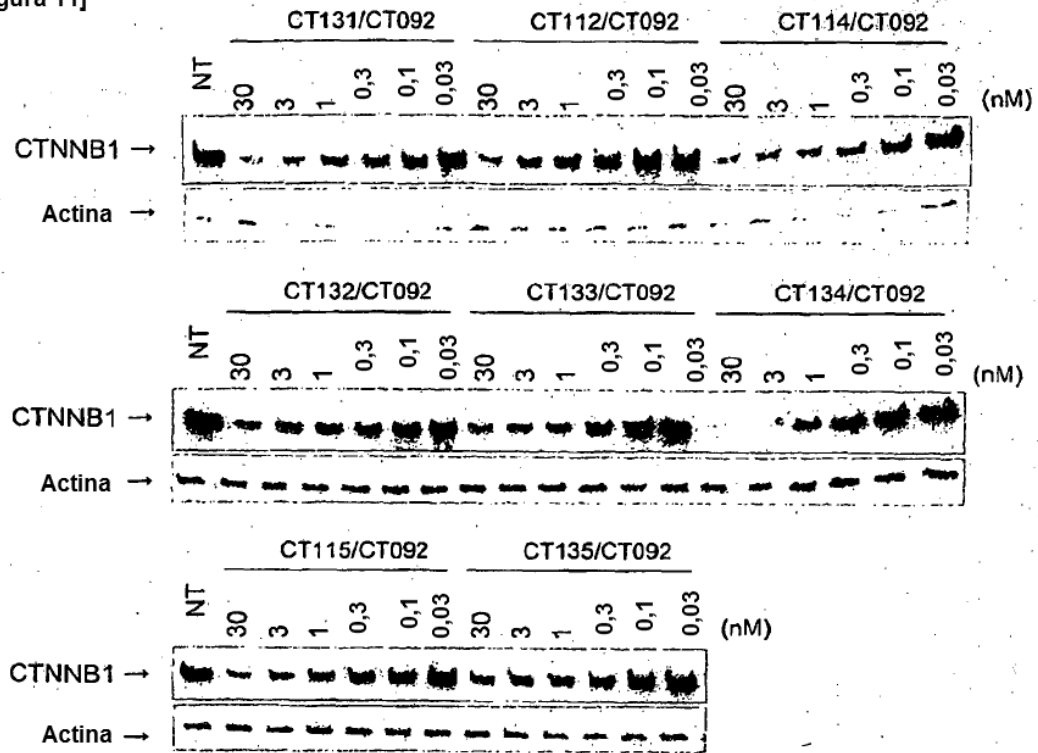 gura 11]
CT131/CT092 CT112/CT092 CT114/CT092
NT 30 3 1 0,3 0,1 0,03 30 3 1 0,3 0,1 0,03 30 3 1 0,3 0,1 0,03 (nM)
CTNNB1 →
Actina →
CT132/CT092 CT133/CT092 CT134/CT092
NT 30 3 1 0,3 0,1 0,03 30 3 1 0,3 0,1 0,03 30 3 1 0,3 0,1 0,03 (nM)
CTNNB1 →
Actina →
CT115/CT092 CT135/CT092
NT 30 3 1 0,3 0,1 0,03 30 3 1 0,3 0,1 0,03 (nM)
CTNNB1 →
Actina →